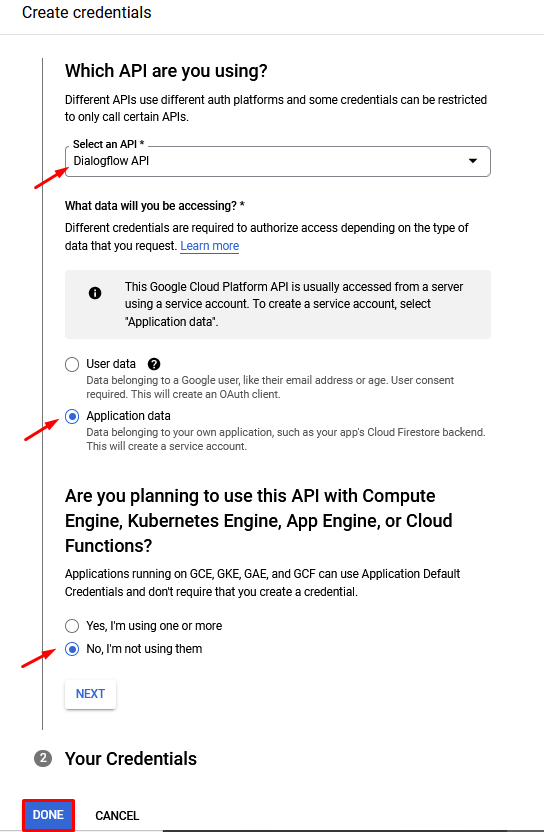 Create credentials
Which API are you using?
Different APIs use different auth platforms and some credentials can be restricted
to only call certain APIs.
Select an API *
Dialogflow API
What data will you be accessing? *
Different credentials are required to authorize access depending on the type of
data that you request. Learn more
This Google Cloud Platform API is usually accessed from a server
using a service account. To create a service account, select
"Application data".
User data
Data belonging to a Google user, like their email address or age. User consent
required. This will create an OAuth client.
Application data
Data belonging to your own application, such as your app's Cloud Firestore backend.
This will create a service account.
Are you planning to use this API with Compute
Engine, Kubernetes Engine, App Engine, or Cloud
Functions?
Applications running on GCE, GKE, GAE, and GCF can use Application Default
Credentials and don't require that you create a credential.
Yes, I'm using one or more
No, I'm not using them
NEXT
2 Your Credentials
DONE CANCEL